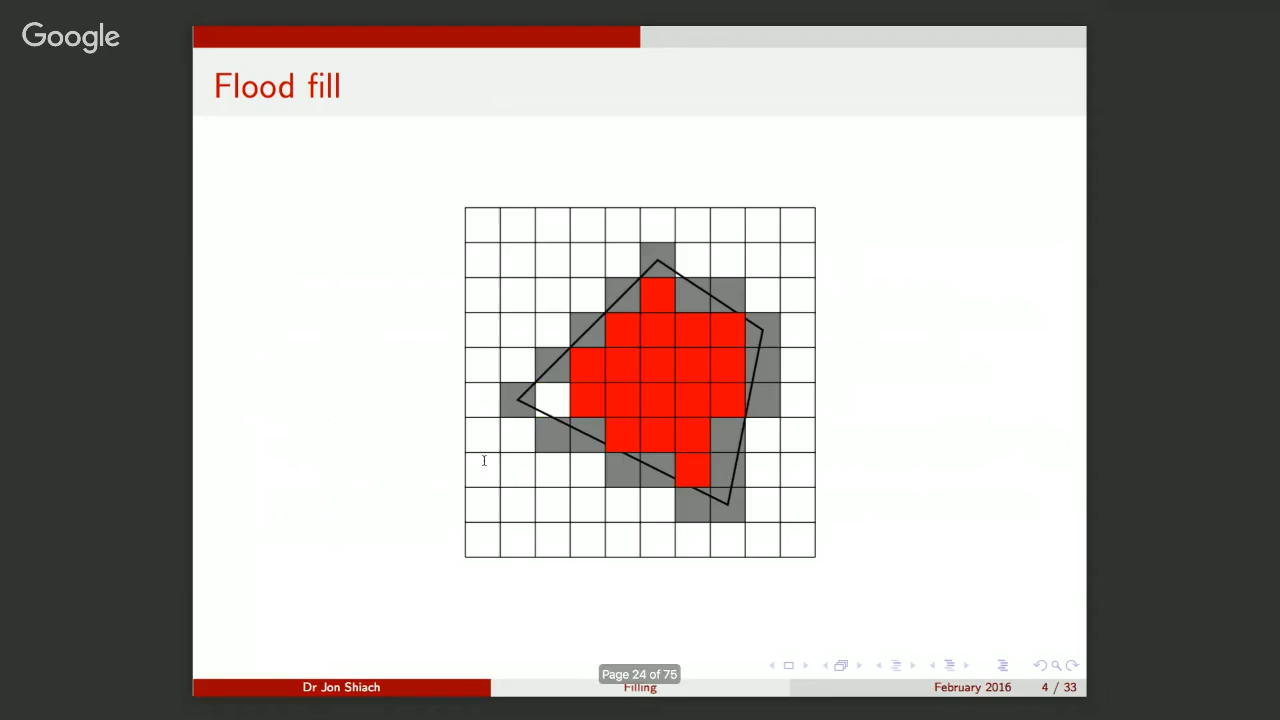 Google
Flood fill
Page 24 of 75
Dr Jon Shiach
Filling
February 2016
4 / 33